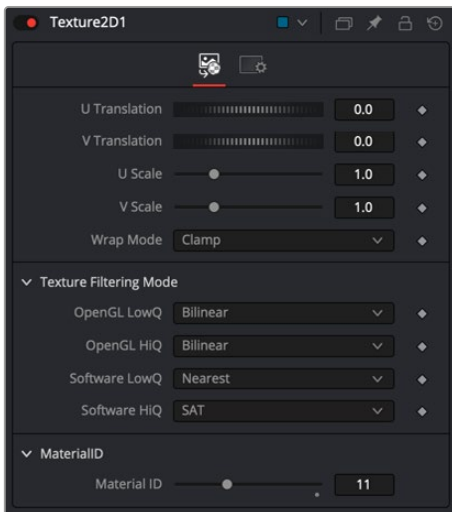 Texture2D1
U Translation 0.0
V Translation 0.0
U Scale 1.0
V Scale 1.0
Wrap Mode Clamp
Texture Filtering Mode
OpenGL LowQ Bilinear
OpenGL HiQ Bilinear
Software LowQ Nearest
Software HiQ SAT
MaterialID
Material ID 11